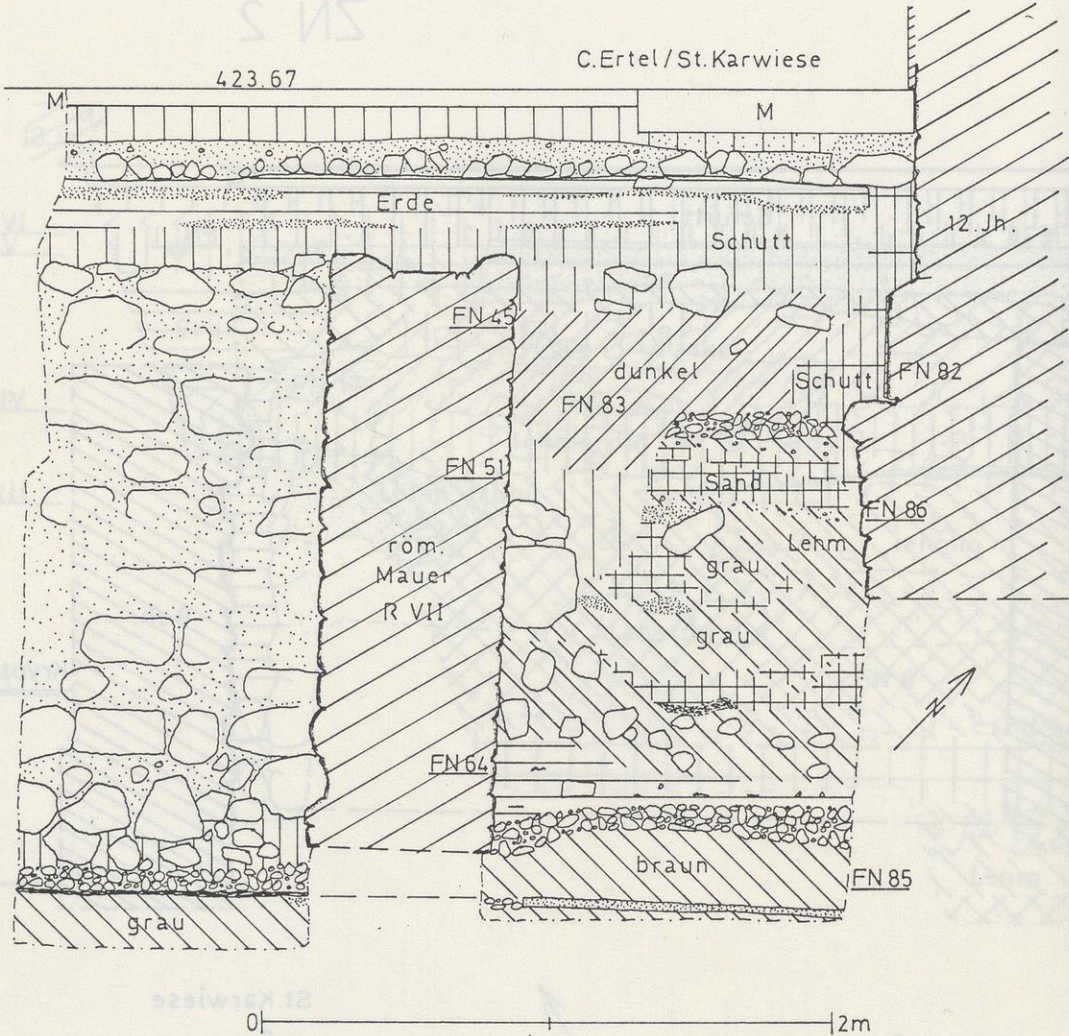 ZN 2
C.Ertel/St.Karwiese
423.67
M
M
Erde
12.Jh.
Schutt
FN 45
dunkel
Schutt
FN 82
FN 83
FN 51
Sand
FN 86
Lehm
röm.
Mauer
R VII
grau
grau
N
FN 64
braun
FN 85
grau
St.Karwiese
0
2m